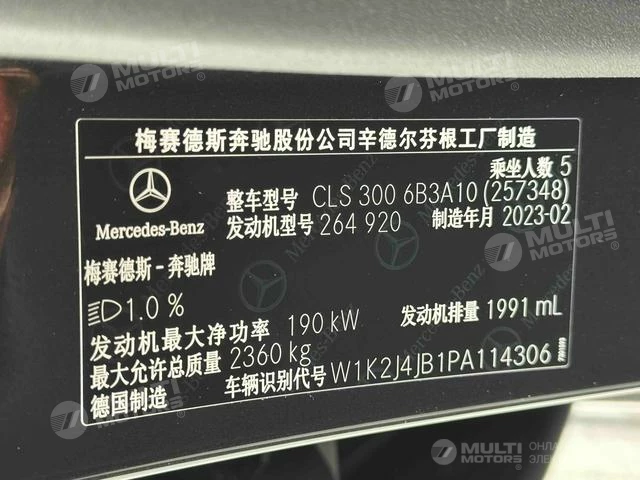 梅赛德斯奔驰股份公司辛德尔芬根工厂制造
乘坐人数 5
整车型号 CLS 300 6B3A10 (257348)
Mercedes-Benz
发动机型号 264 920 制造年月 2023-02
梅赛德斯-奔驰牌
1.0 %
发动机最大净功率 190 kW 发动机排量 1991 mL
最大允许总质量 2360 kg
车辆识别代号 W1K2J4JB1PA114306
德国制造
MULTI MOTORS